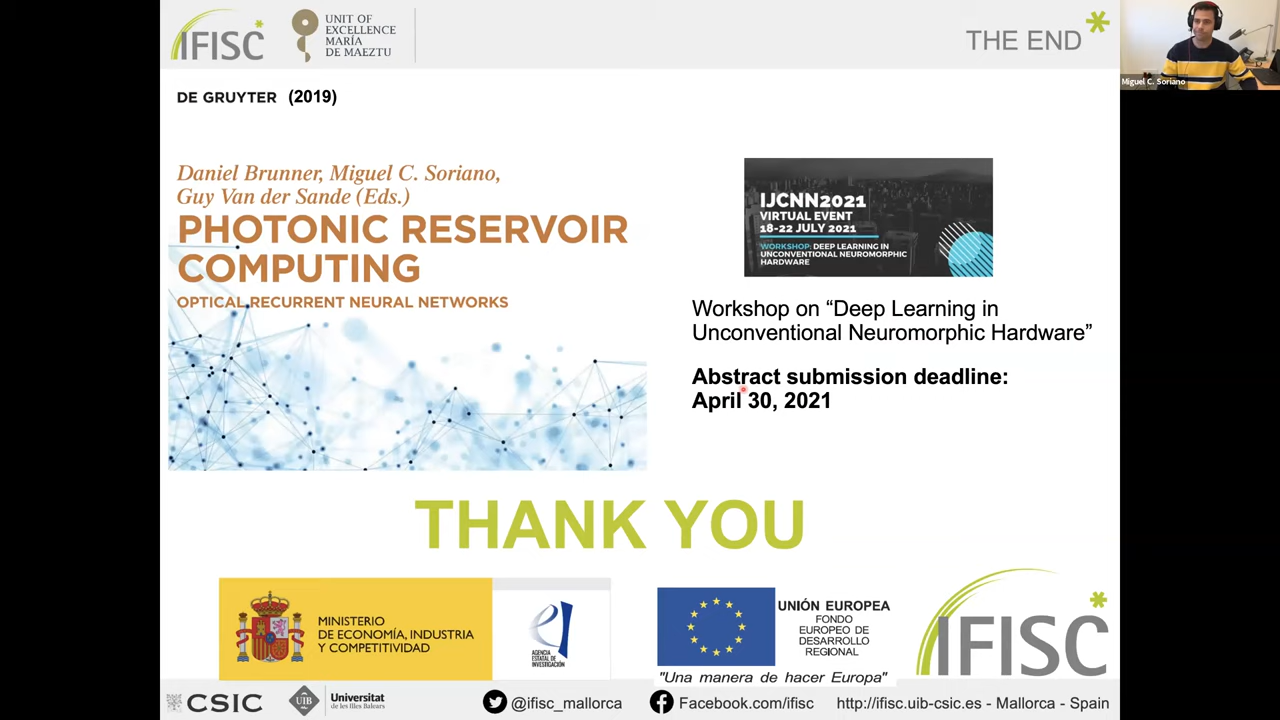 IFISC
UNIT OF
EXCELLENCE
MARÍA
DE MAEZTU
THE END
Miguel C. Soriano
DE GRUYTER (2019)
Daniel Brunner, Miguel C. Soriano,
Guy Van der Sande (Eds.)
PHOTONIC RESERVOIR
COMPUTING
OPTICAL RECURRENT NEURAL NETWORKS
IJCNN2021
VIRTUAL EVENT
18-22 JULY 2021
WORKSHOP: DEEP LEARNING IN
UNCONVENTIONAL NEUROMORPHIC
HARDWARE
Workshop on “Deep Learning in
Unconventional Neuromorphic Hardware”
Abstract submission deadline:
April 30, 2021
THANK YOU
MINISTERIO
DE ECONOMÍA, INDUSTRIA
Y COMPETITIVIDAD
AGENCIA
ESTATAL DE
INVESTIGACIÓN
UNIÓN EUROPEA
FONDO
EUROPEO DE
DESARROLLO
REGIONAL
"Una manera de hacer Europa"
IFISC
CSIC
UIB
Universitat
de les Illes Balears
@ifisc_mallorca
Facebook.com/ifisc
http://ifisc.uib-csic.es - Mallorca - Spain